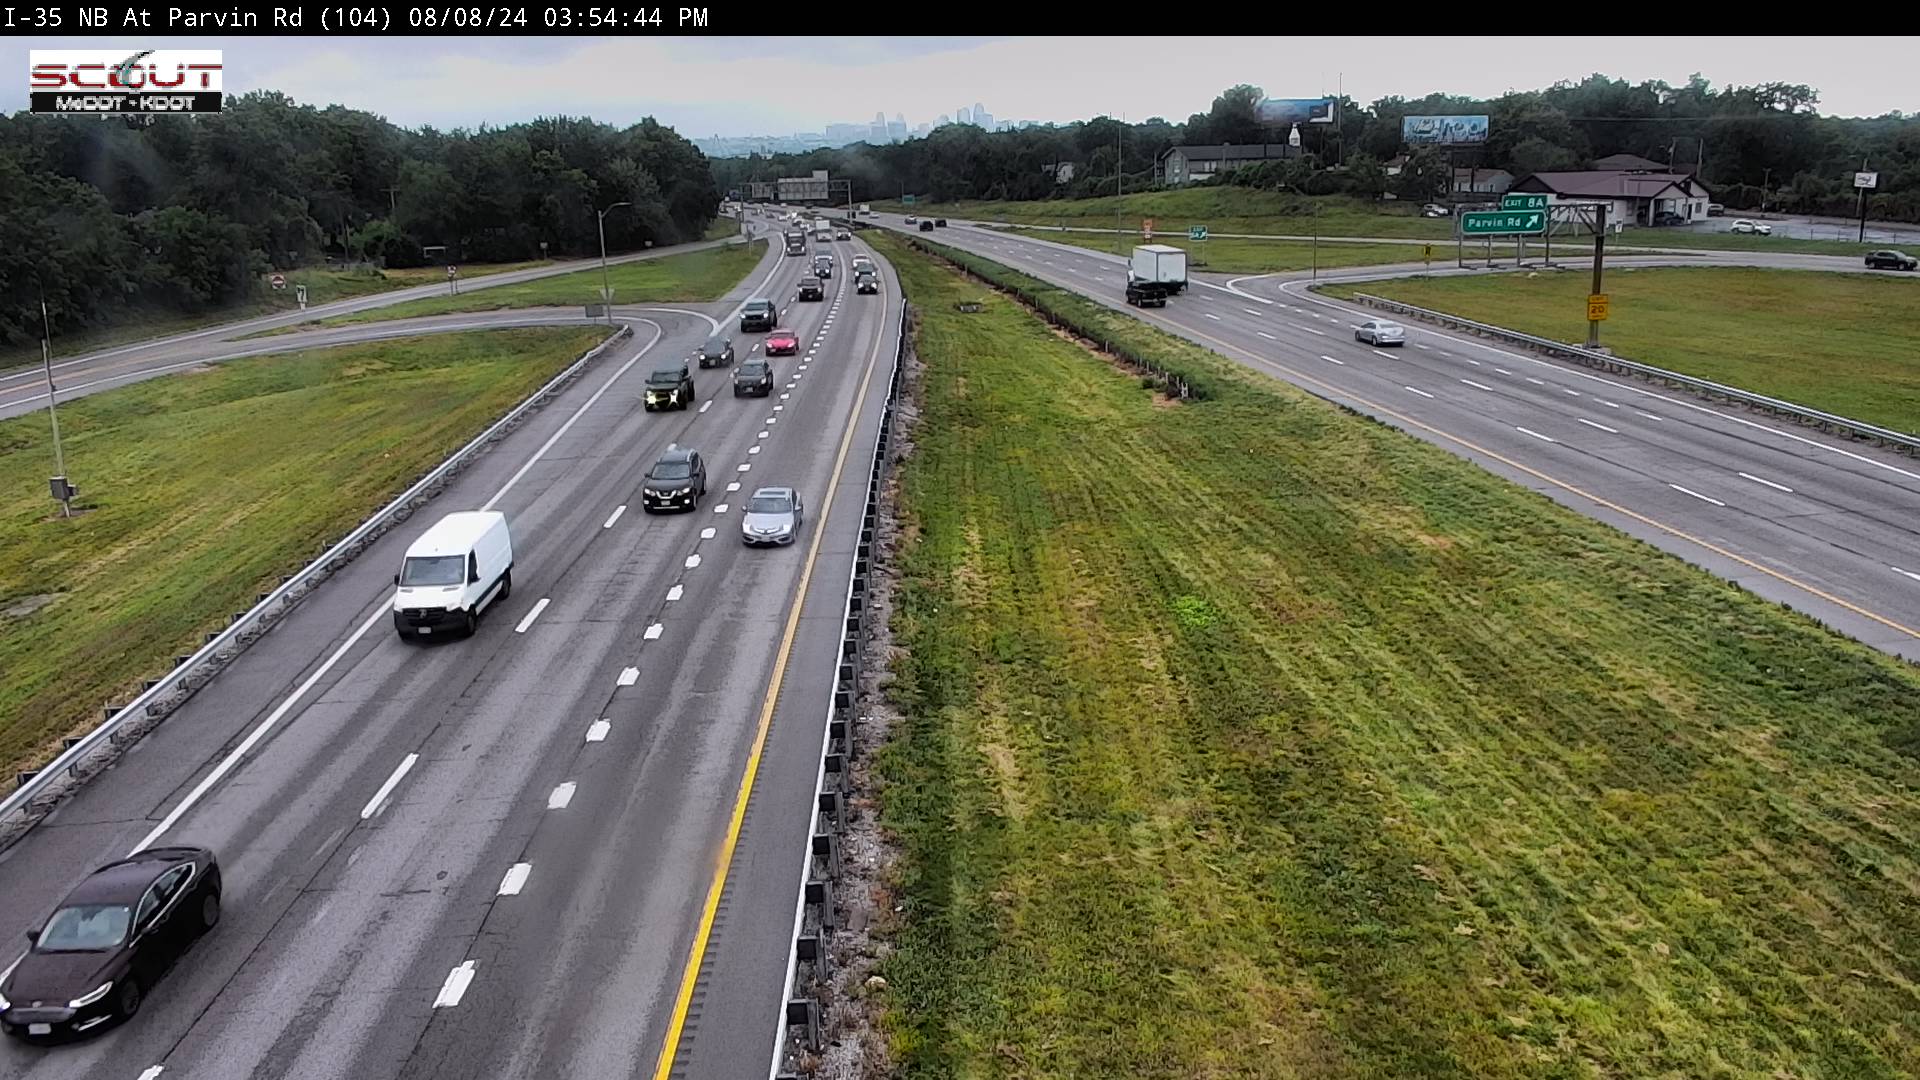 I-35 NB At Parvin Rd (104) 08/08/24 03:54:44 PM
SCOUT
MoDOT - KDOT
EXIT 8A
Parvin Rd
20